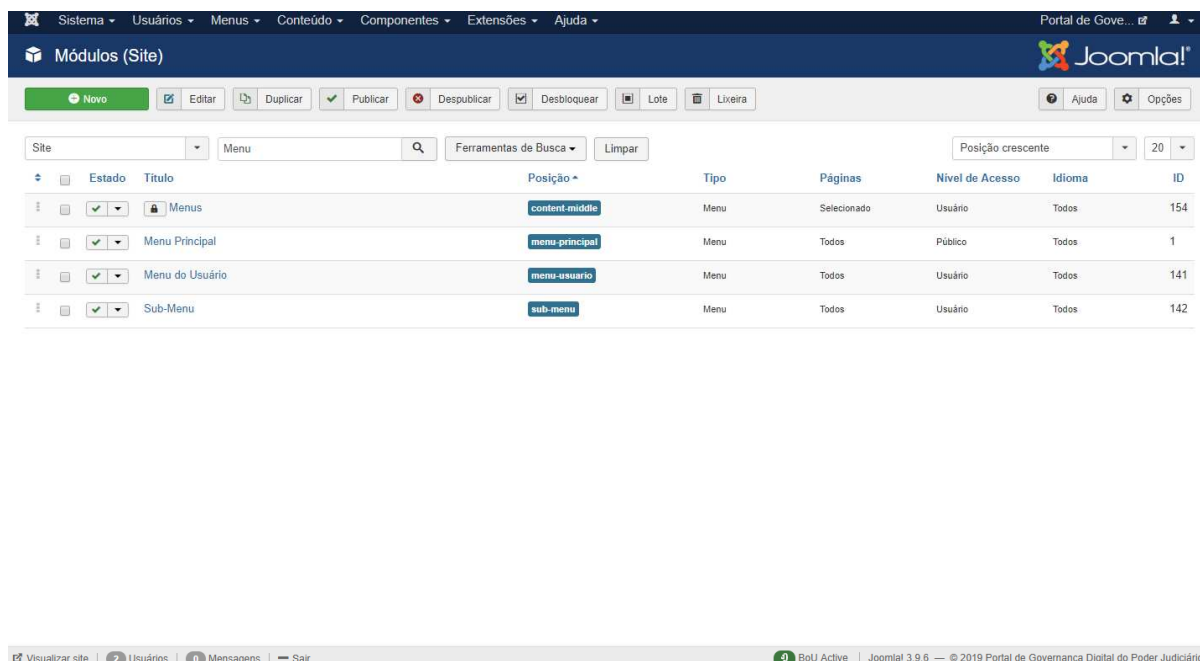 Sistema Usuários Menus Conteúdo Componentes Extensões Ajuda Portal de Gove...
Módulos (Site) Joomla!®
Novo Editar Duplicar Publicar Despublicar Desbloquear Lote Lixeira Ajuda Opções
Site Menu Ferramentas de Busca Limpar Posição crescente 20
Estado Título Posição Tipo Páginas Nível de Acesso Idioma ID
Menus content-middle Menu Selecionado Usuário Todos 154
Menu Principal menu-principal Menu Todos Público Todos 1
Menu do Usuário menu-usuario Menu Todos Usuário Todos 141
Sub-Menu sub-menu Menu Todos Usuário Todos 142
Visualizar site | 2 Usuários | 0 Mensagens | Sair BoU Active | Joomla! 3.9.6 — © 2019 Portal de Governança Digital do Poder Judiciário